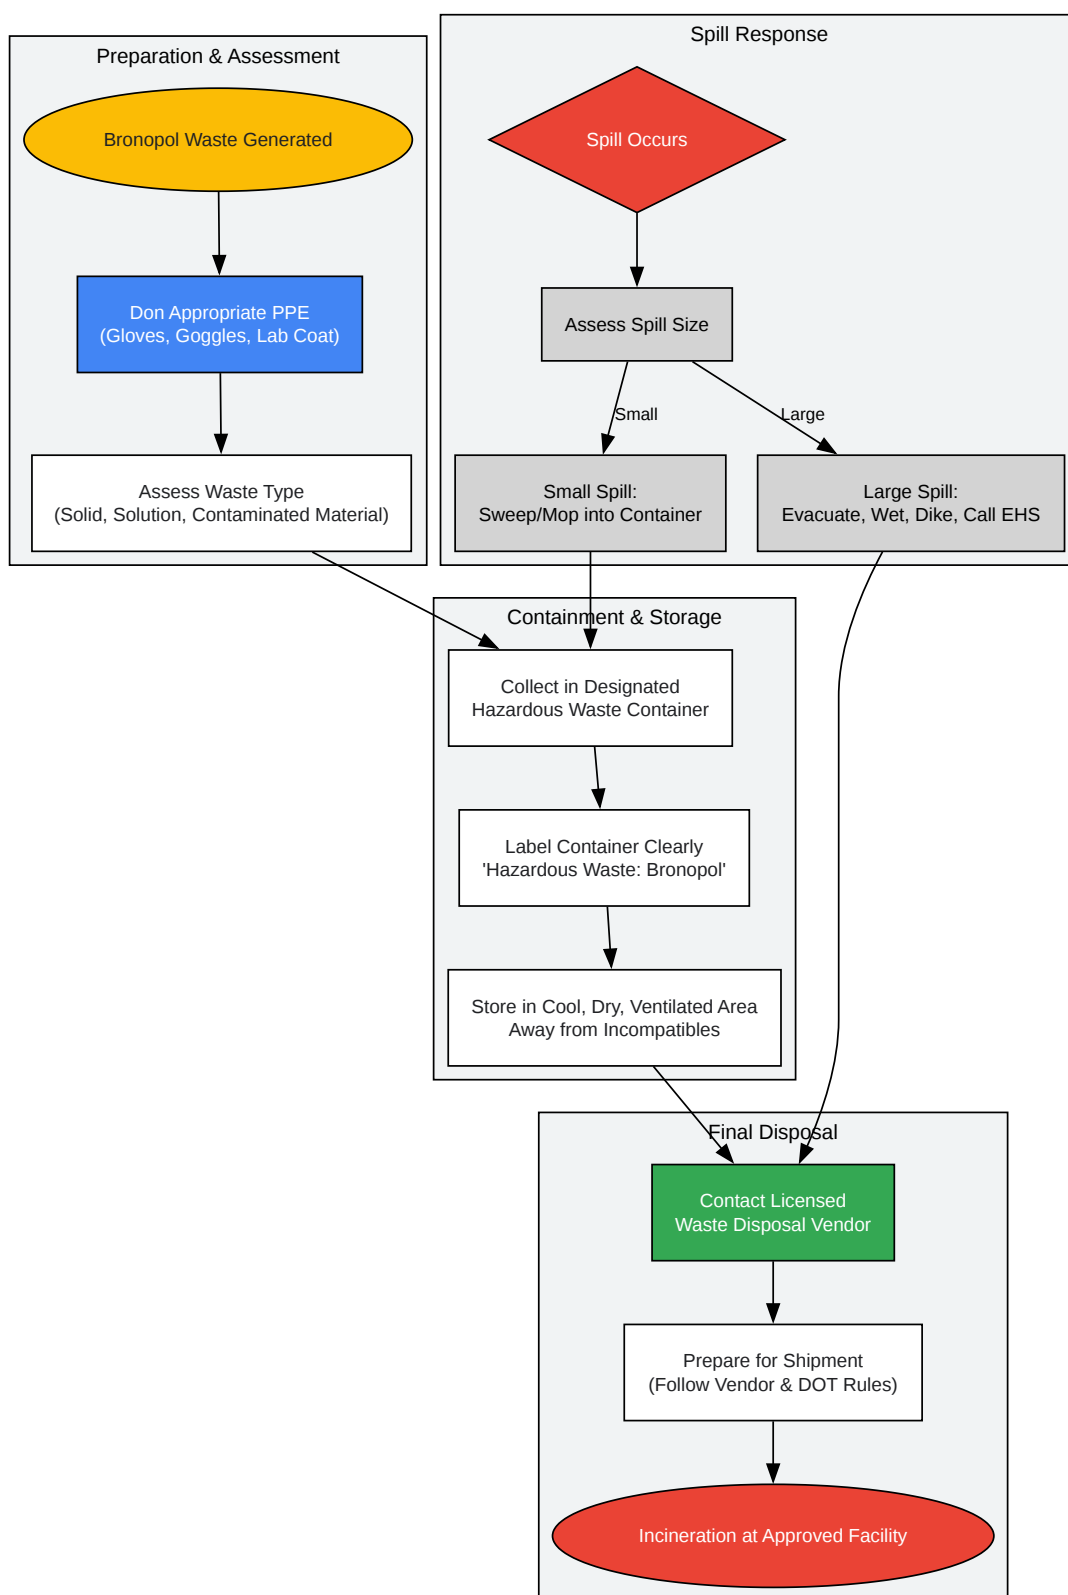 Preparation & Assessment
Bronopol Waste Generated
Don Appropriate PPE
(Gloves, Goggles, Lab Coat)
Assess Waste Type
(Solid, Solution, Contaminated Material)
Spill Response
Spill Occurs
Assess Spill Size
Small
Large
Small Spill:
Sweep/Mop into Container
Large Spill:
Evacuate, Wet, Dike, Call EHS
Containment & Storage
Collect in Designated
Hazardous Waste Container
Label Container Clearly
'Hazardous Waste: Bronopol'
Store in Cool, Dry, Ventilated Area
Away from Incompatibles
Final Disposal
Contact Licensed
Waste Disposal Vendor
Prepare for Shipment
(Follow Vendor & DOT Rules)
Incineration at Approved Facility